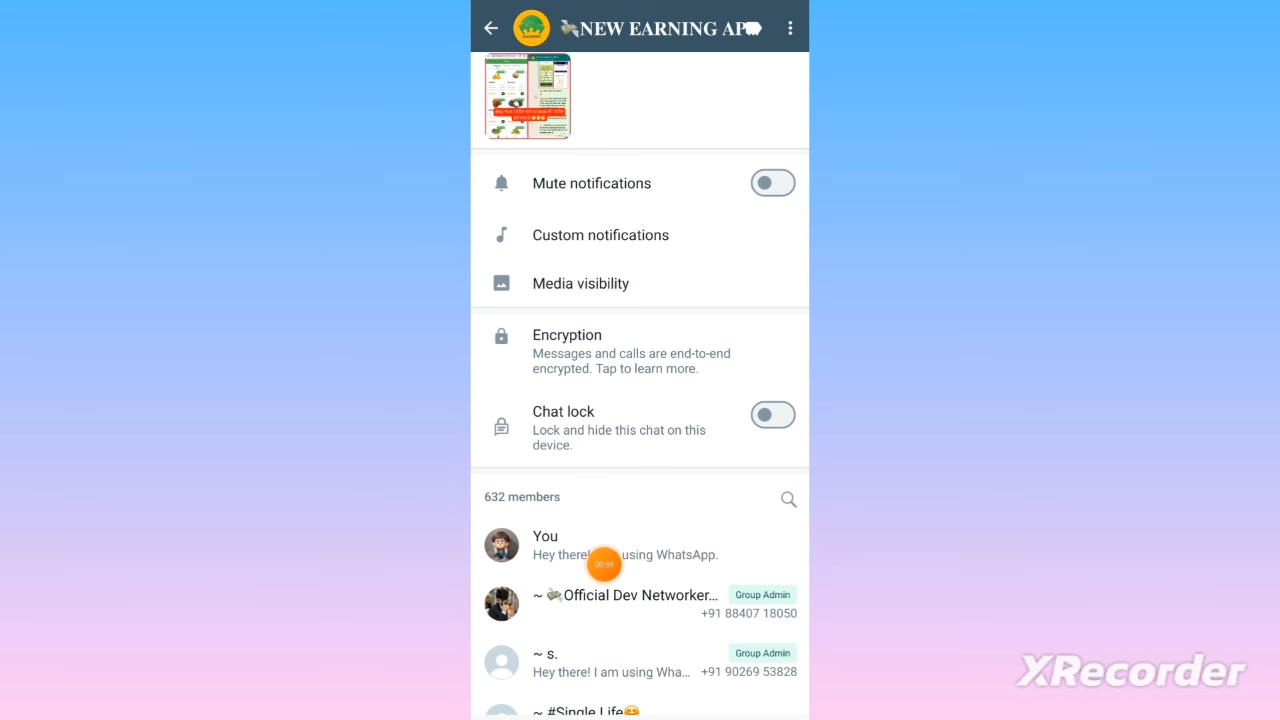 💸NEW EARNING AP
Mute notifications
Custom notifications
Media visibility
Encryption
Messages and calls are end-to-end
encrypted. Tap to learn more.
Chat lock
Lock and hide this chat on this
device.
632 members
You
Hey there! using WhatsApp.
00:59
~ 💸Official Dev Networker... Group Admin
+91 88407 18050
~ s. Group Admin
Hey there! I am using Wha... +91 90269 53828
~ #Single Life🤗
XRecorder